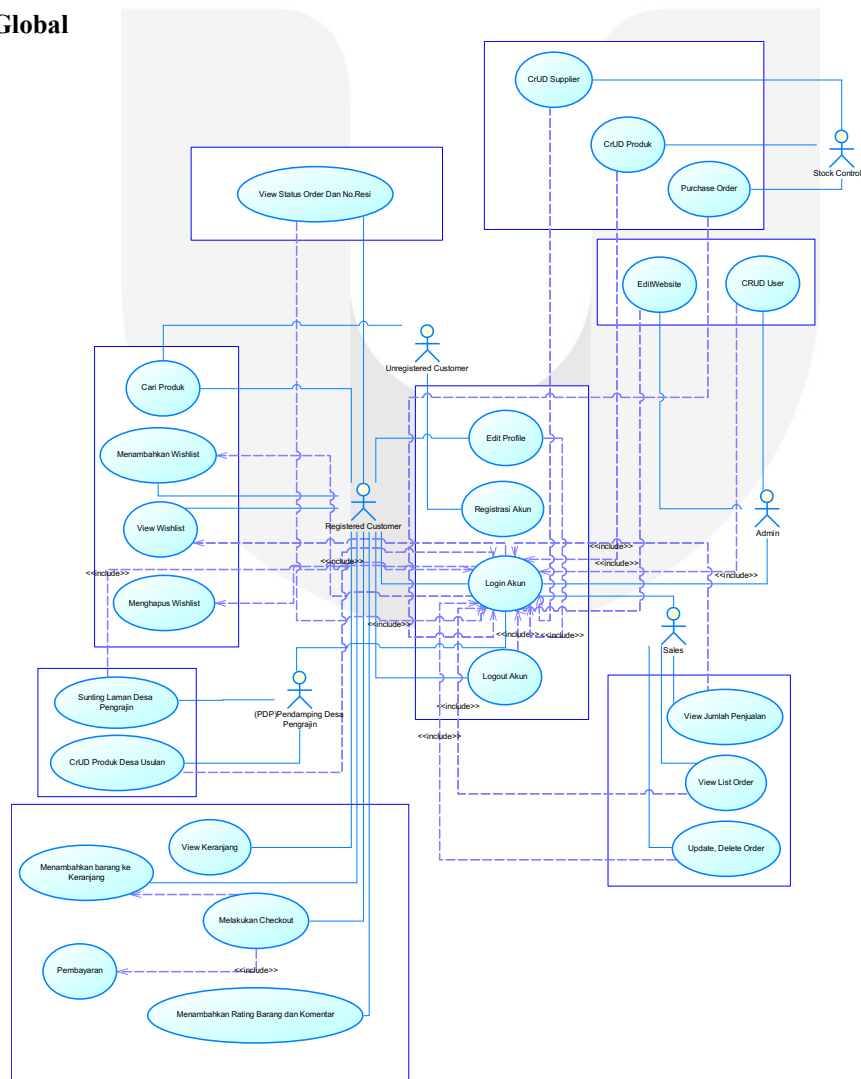 Global
CrUD Supplier
CrUD Produk
Stock Control
Purchase Order
View Status Order Dan No.Resi
EditWebsite
CRUD User
Unregistered Customer
Cari Produk
Edit Profile
Menambahkan Wishlist
Registrasi Akun
View Wishlist
Registered Customer
Admin
<<include>>
<<include>>
<<include>>
<<include>>
<<include>>
Login Akun
Menghapus Wishlist
<<include>>
<<include>>
<<include>>
Sales
Logout Akun
Sunting Laman Desa
Pengrajin
(PDP)Pendamping Desa
Pengrajin
<<include>>
View Jumlah Penjualan
<<include>>
CrUD Produk Desa Usulan
View List Order
View Keranjang
Update, Delete Order
Menambahkan barang ke
Keranjang
Melakukan Checkout
Pembayaran
<<include>>
Menambahkan Rating Barang dan Komentar